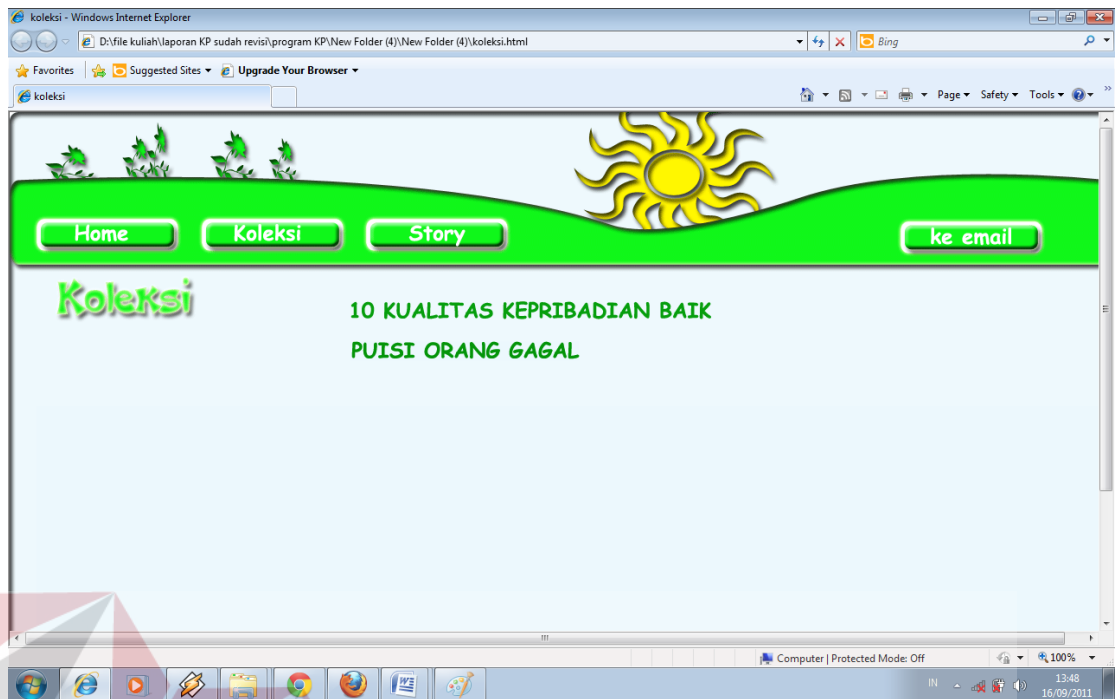 koleksi - Windows Internet Explorer
D:\file kuliah\laporan KP sudah revisi\program KP\New Folder (4)\New Folder (4)\koleksi.html
Bing
Favorites Suggested Sites Upgrade Your Browser
koleksi
Page Safety Tools
Home Koleksi Story ke email
Koleksi
10 KUALITAS KEPRIBADIAN BAIK
PUISI ORANG GAGAL
Computer | Protected Mode: Off 100%
IN 13:48
16/09/2011